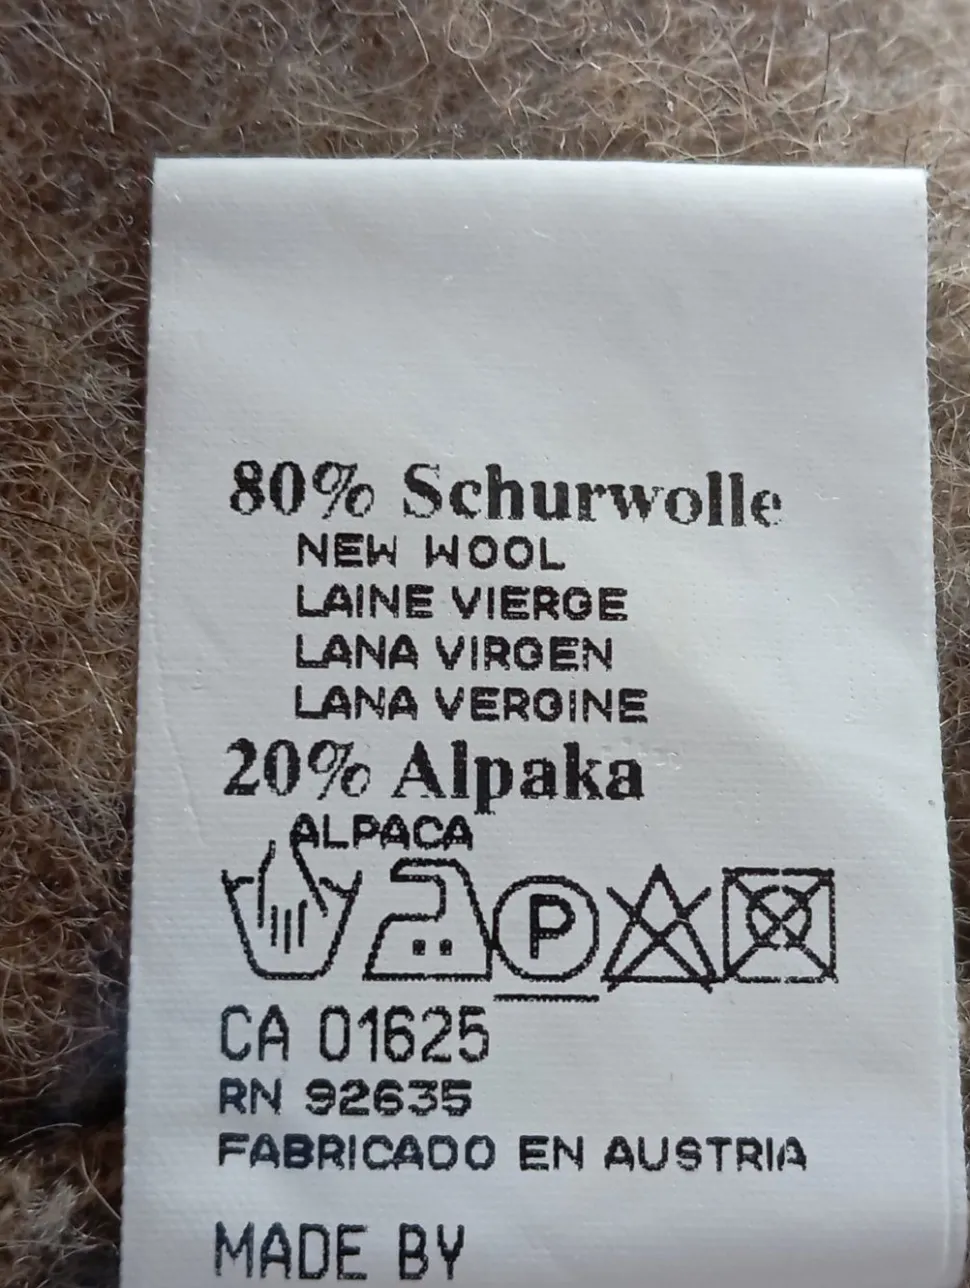 80% Schurwolle
NEW WOOL
LAINE VIERGE
LANA VIRGEN
LANA VERGINE
20% Alpaka
ALPACA
P
CA 01625
RN 92635
FABRICADO EN AUSTRIA
MADE BY